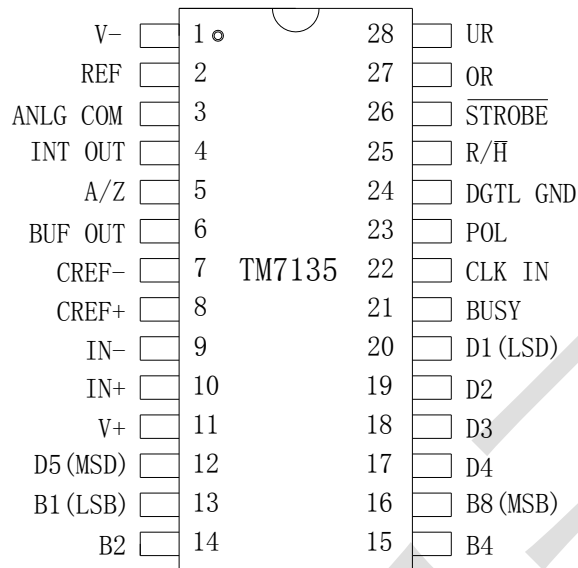 V- 1 28 UR
REF 2 27 OR
ANLG COM 3 26 STROBE
INT OUT 4 25 R/H̅
A/Z 5 24 DGTL GND
BUF OUT 6 23 POL
CREF- 7 TM7135 22 CLK IN
CREF+ 8 21 BUSY
IN- 9 20 D1(LSD)
IN+ 10 19 D2
V+ 11 18 D3
D5(MSD) 12 17 D4
B1(LSB) 13 16 B8(MSB)
B2 14 15 B4